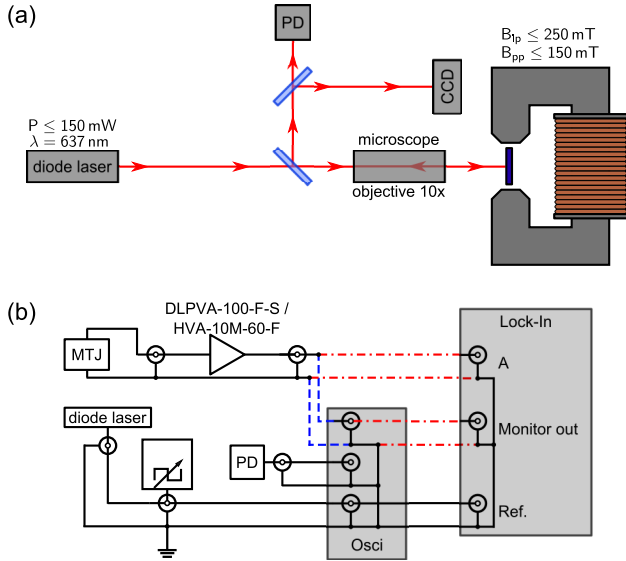 (a)
PD
CCD
B1p ≤ 250 mT
Bpp ≤ 150 mT
P ≤ 150 mW
λ = 637 nm
diode laser
microscope
objective 10x
(b)
DLPVA-100-F-S /
HVA-10M-60-F
MTJ
Lock-In
A
diode laser
Monitor out
PD
Ref.
Osci